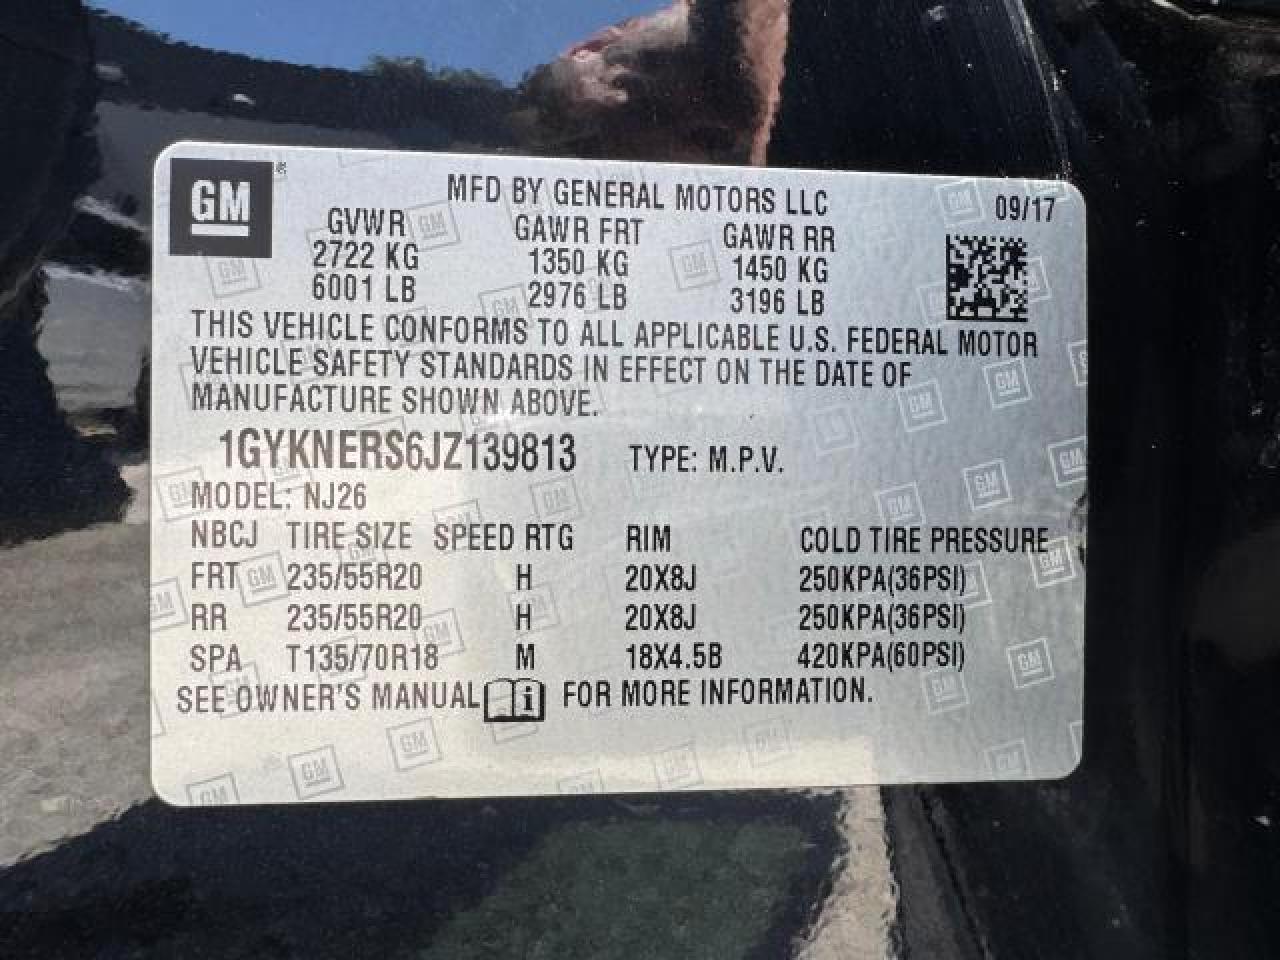 GM ®
MFD BY GENERAL MOTORS LLC
09/17
GVWR GAWR FRT GAWR RR
2722 KG 1350 KG 1450 KG
6001 LB 2976 LB 3196 LB
THIS VEHICLE CONFORMS TO ALL APPLICABLE U.S. FEDERAL MOTOR
VEHICLE SAFETY STANDARDS IN EFFECT ON THE DATE OF
MANUFACTURE SHOWN ABOVE.
1GYKNERS6JZ139813 TYPE: M.P.V.
MODEL: NJ26
NBCJ TIRE SIZE SPEED RTG RIM COLD TIRE PRESSURE
FRT 235/55R20 H 20X8J 250KPA(36PSI)
RR 235/55R20 H 20X8J 250KPA(36PSI)
SPA T135/70R18 M 18X4.5B 420KPA(60PSI)
SEE OWNER'S MANUAL i FOR MORE INFORMATION.